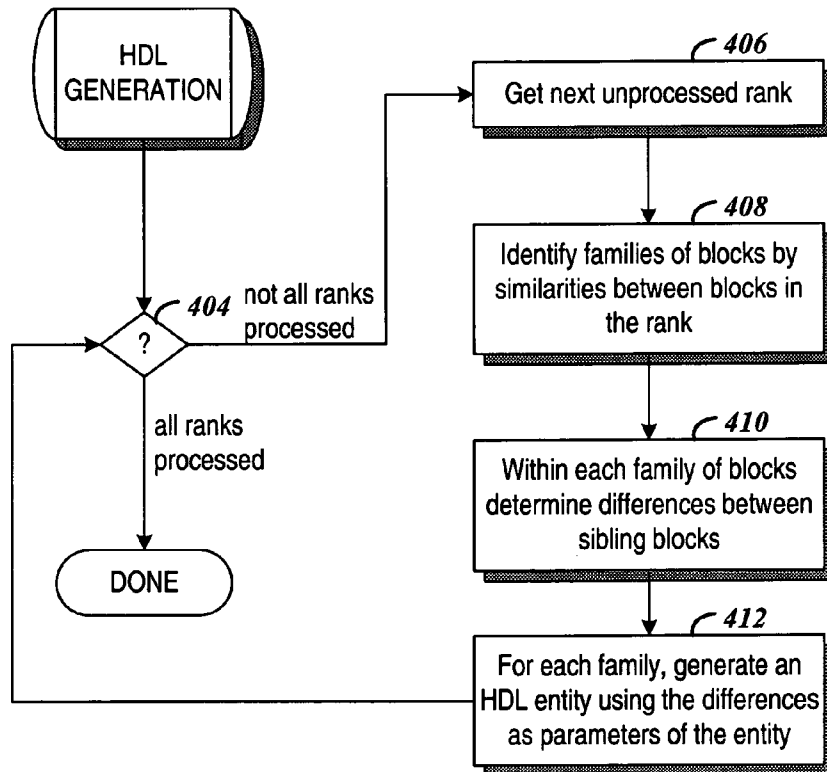 HDL
GENERATION
404
?
not all ranks
processed
all ranks
processed
DONE
406
Get next unprocessed rank
408
Identify families of blocks by
similarities between blocks in
the rank
410
Within each family of blocks
determine differences between
sibling blocks
412
For each family, generate an
HDL entity using the differences
as parameters of the entity